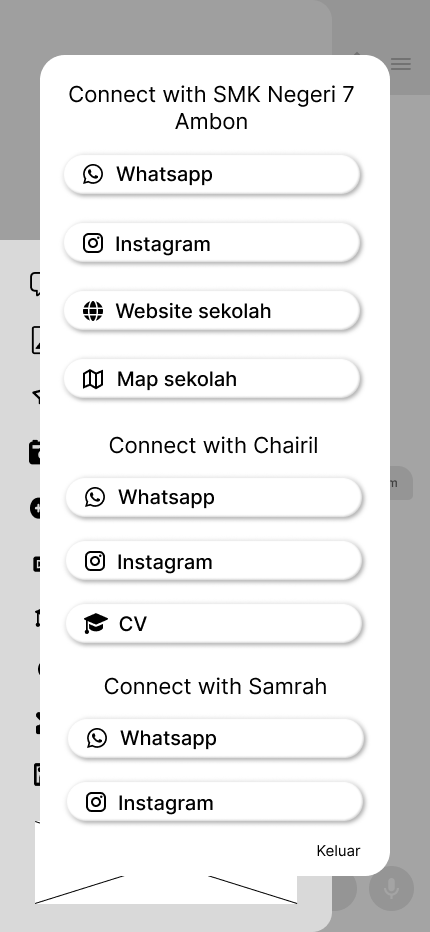 Connect with SMK Negeri 7
Ambon
Whatsapp
Instagram
Website sekolah
Map sekolah
Connect with Chairil
Whatsapp
Instagram
CV
Connect with Samrah
Whatsapp
Instagram
Keluar